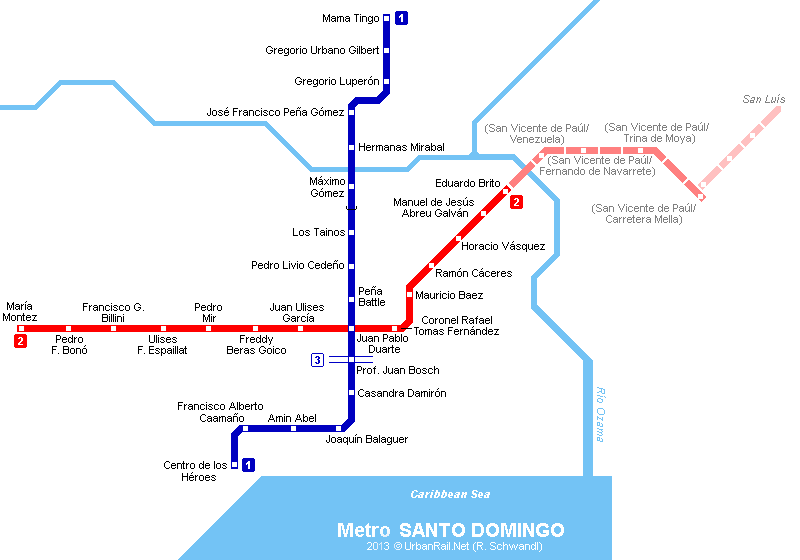 Mama Tingo
1
Gregorio Urbano Gilbert
Gregorio Luperón
San Luís
José Francisco Peña Gómez
Hermanas Mirabal
(San Vicente de Paúl/
Venezuela)
(San Vicente de Paúl/
Trina de Moya)
(San Vicente de Paúl/
Fernando de Navarrete)
Máximo
Gómez
Eduardo Brito
2
Manuel de Jesús
Abreu Galván
(San Vicente de Paúl/
Carretera Mella)
Los Tainos
Horacio Vásquez
Pedro Livio Cedeño
Ramón Cáceres
Peña
Battle
Mauricio Baez
María
Montez
2
Francisco G.
Billini
Pedro
Mir
Juan Ulises
García
Coronel Rafael
Tomas Fernández
Pedro
F. Bonó
Ulises
F. Espaillat
Freddy
Beras Goico
Juan Pablo
Duarte
3
Prof. Juan Bosch
Casandra Damirón
Río Ozama
Francisco Alberto
Caamaño
Amin Abel
Joaquín Balaguer
Centro de los
Héroes
1
Caribbean Sea
Metro SANTO DOMINGO
2013 © UrbanRail.Net (R. Schwandl)